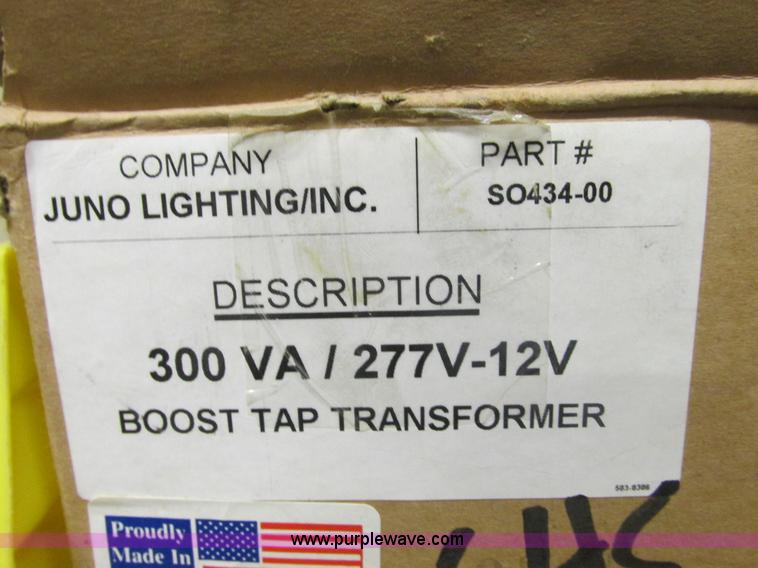 COMPANY
JUNO LIGHTING/INC.
PART #
SO434-00
DESCRIPTION
300 VA / 277V-12V
BOOST TAP TRANSFORMER
583-8306
Proudly
Made In
www.purplewave.com